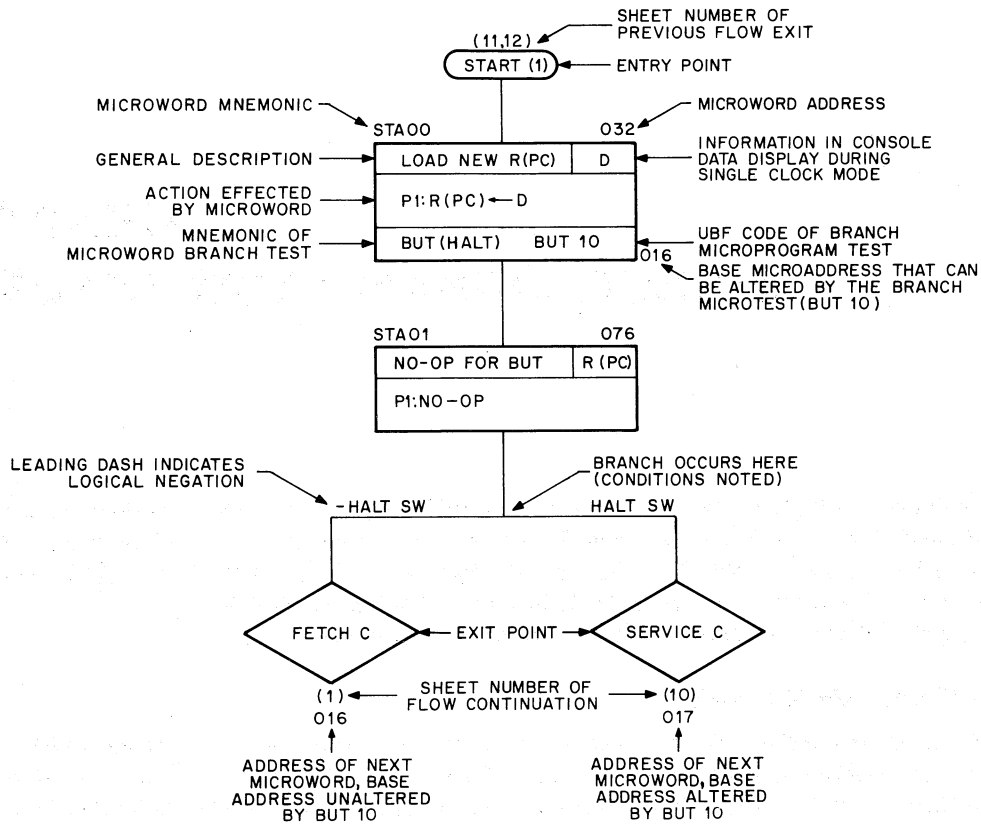 SHEET NUMBER OF
PREVIOUS FLOW EXIT
(11,12)
START (1)
ENTRY POINT
MICROWORD MNEMONIC
MICROWORD ADDRESS
STA00
032
GENERAL DESCRIPTION
LOAD NEW R(PC)
D
INFORMATION IN CONSOLE
DATA DISPLAY DURING
SINGLE CLOCK MODE
ACTION EFFECTED
BY MICROWORD
P1:R(PC)←D
MNEMONIC OF
MICROWORD BRANCH TEST
BUT(HALT) BUT 10
UBF CODE OF BRANCH
MICROPROGRAM TEST
016
BASE MICROADDRESS THAT CAN
BE ALTERED BY THE BRANCH
MICROTEST(BUT 10)
STA01
076
NO-OP FOR BUT
R(PC)
P1:NO-OP
LEADING DASH INDICATES
LOGICAL NEGATION
BRANCH OCCURS HERE
(CONDITIONS NOTED)
-HALT SW
HALT SW
FETCH C
EXIT POINT
SERVICE C
(1)
SHEET NUMBER OF
FLOW CONTINUATION
(10)
016
017
ADDRESS OF NEXT
MICROWORD, BASE
ADDRESS UNALTERED
BY BUT 10
ADDRESS OF NEXT
MICROWORD, BASE
ADDRESS ALTERED
BY BUT 10